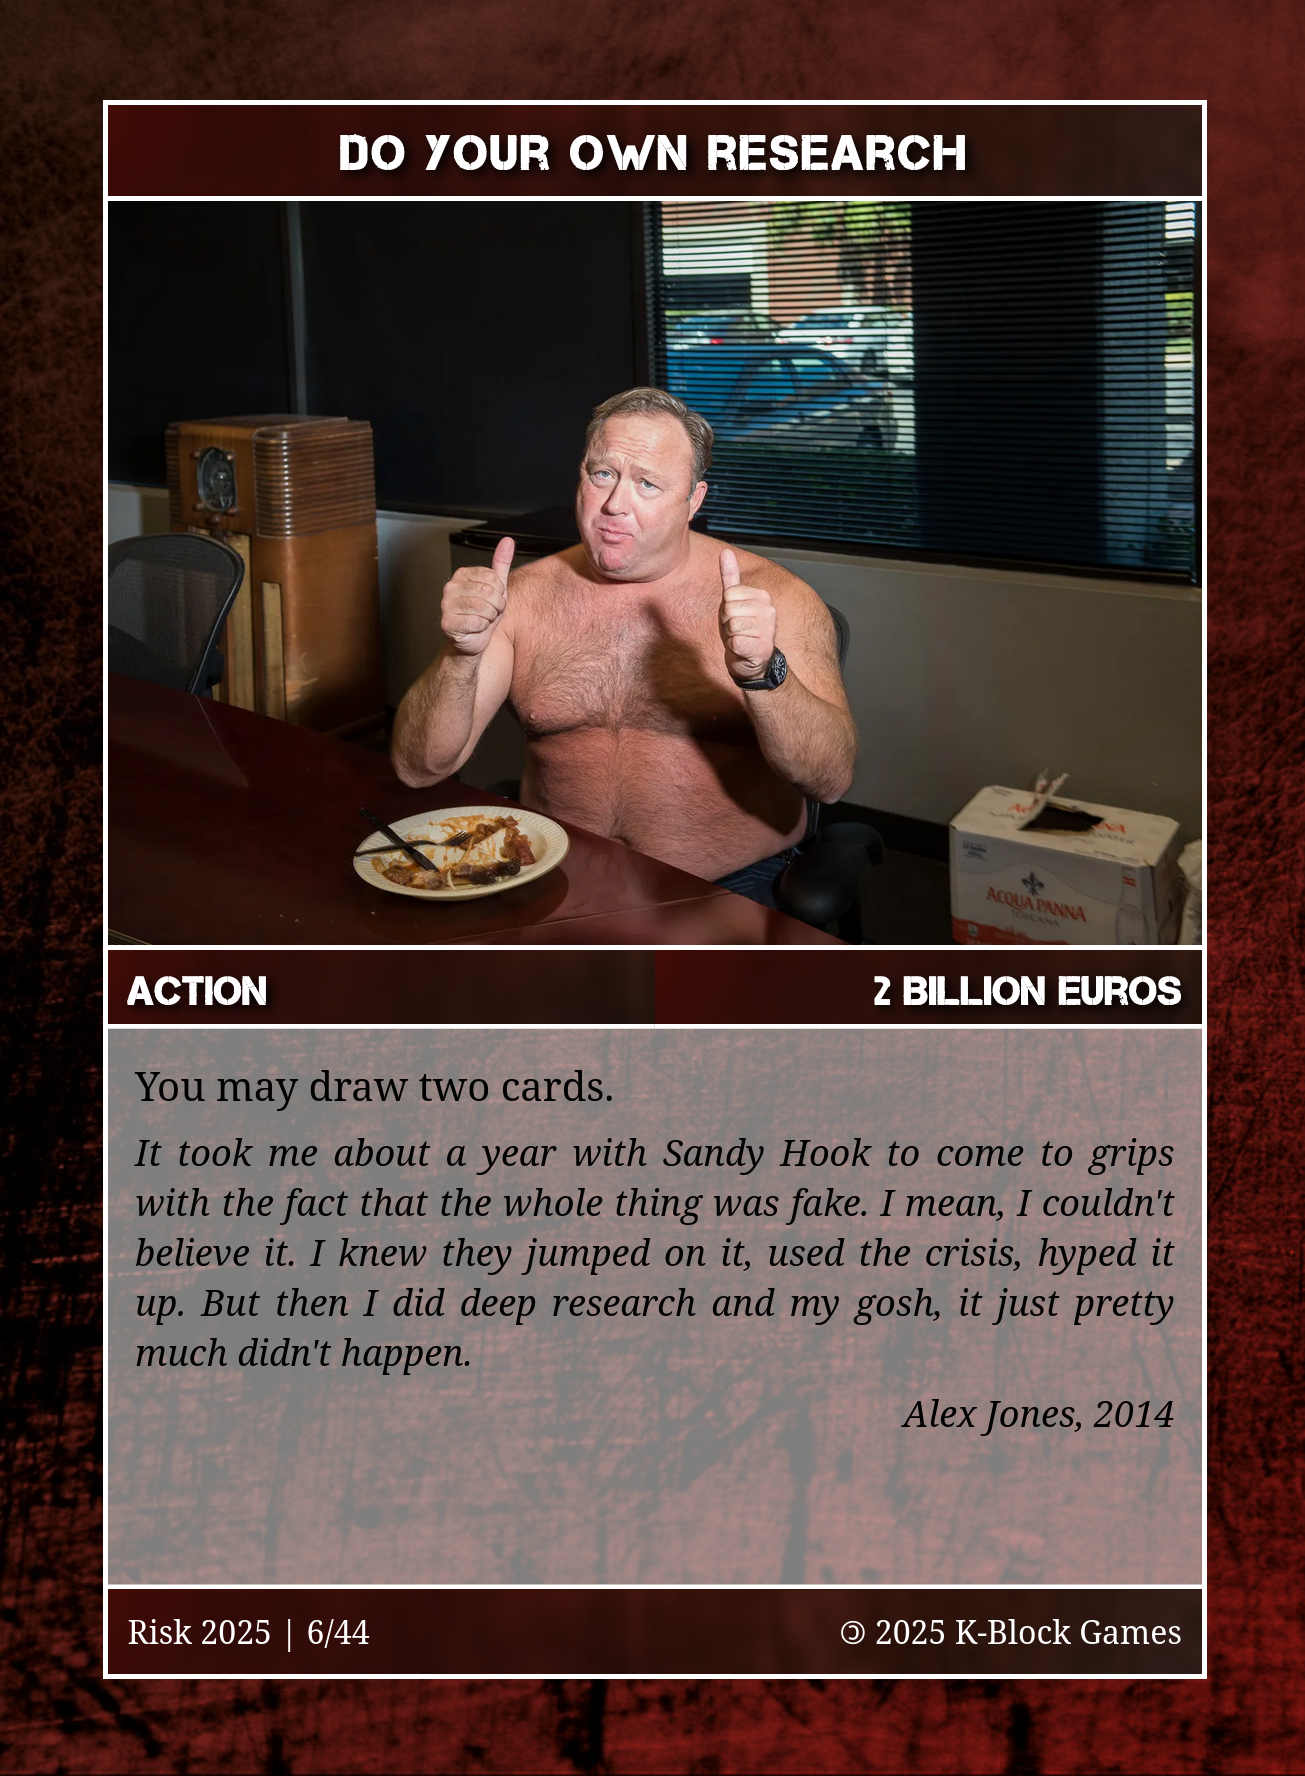 DO YOUR OWN RESEARCH
ACQUA PANNA
TOSCANA
ACTION
2 BILLION EUROS
You may draw two cards.
It took me about a year with Sandy Hook to come to grips
with the fact that the whole thing was fake. I mean, I couldn't
believe it. I knew they jumped on it, used the crisis, hyped it
up. But then I did deep research and my gosh, it just pretty
much didn't happen.
Alex Jones, 2014
Risk 2025 | 6/44
🄯 2025 K-Block Games